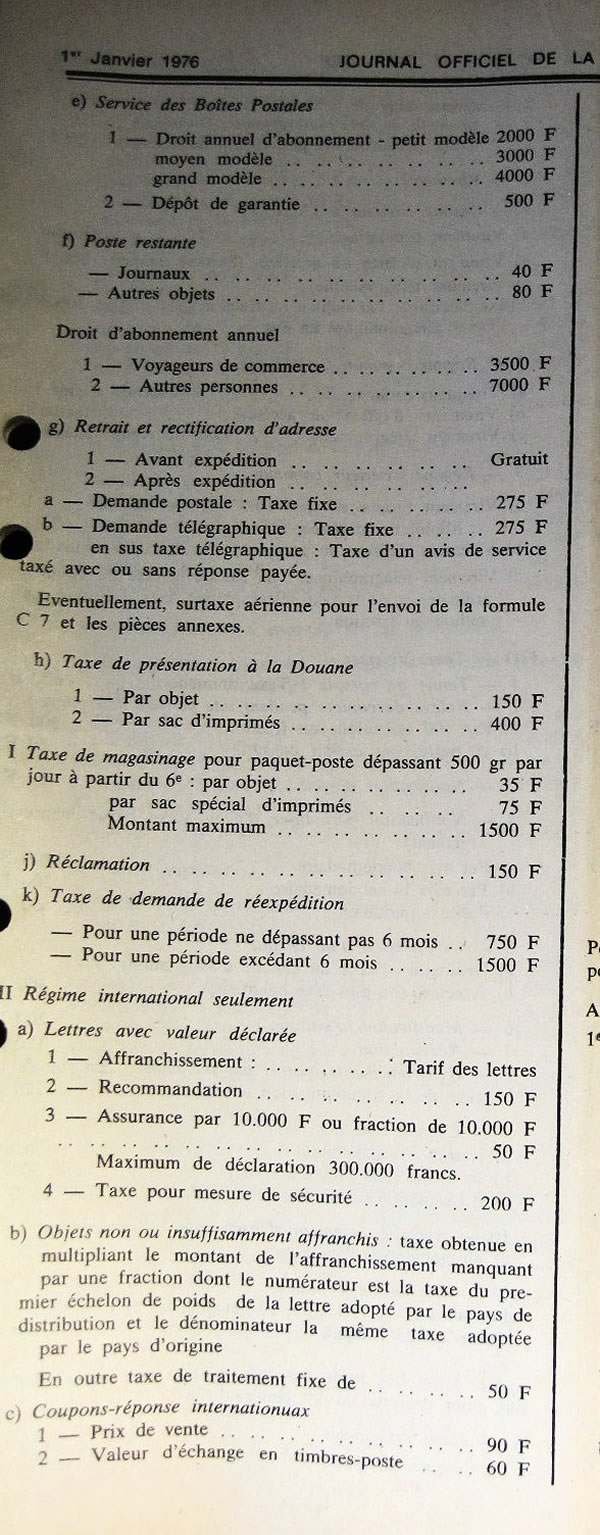 1er Janvier 1976 JOURNAL OFFICIEL DE LA
e) Service des Boîtes Postales
1 — Droit annuel d'abonnement - petit modèle 2000 F
moyen modèle .. .. .. .. .. .. .. .. 3000 F
grand modèle .. .. .. .. .. .. .. .. 4000 F
2 — Dépôt de garantie .. .. .. .. .. .. 500 F
f) Poste restante
— Journaux .. .. .. .. .. .. .. .. .. .. 40 F
— Autres objets .. .. .. .. .. .. .. .. .. 80 F
Droit d'abonnement annuel
1 — Voyageurs de commerce .. .. .. .. .. 3500 F
2 — Autres personnes .. .. .. .. .. .. .. 7000 F
g) Retrait et rectification d'adresse
1 — Avant expédition .. .. .. .. .. .. Gratuit
2 — Après expédition .. .. .. .. .. ..
a — Demande postale : Taxe fixe .. .. .. .. 275 F
b — Demande télégraphique : Taxe fixe .. .. .. 275 F
en sus taxe télégraphique : Taxe d'un avis de service
taxé avec ou sans réponse payée.
Eventuellement, surtaxe aérienne pour l'envoi de la formule
C 7 et les pièces annexes.
h) Taxe de présentation à la Douane
1 — Par objet .. .. .. .. .. .. .. .. .. 150 F
2 — Par sac d'imprimés .. .. .. .. .. .. 400 F
I Taxe de magasinage pour paquet-poste dépassant 500 gr par
jour à partir du 6e : par objet .. .. .. .. .. .. 35 F
par sac spécial d'imprimés .. .. .. 75 F
Montant maximum .. .. .. .. .. .. 1500 F
j) Réclamation .. .. .. .. .. .. .. .. .. .. 150 F
k) Taxe de demande de réexpédition
— Pour une période ne dépassant pas 6 mois .. 750 F
— Pour une période excédant 6 mois .. .. .. 1500 F
II Régime international seulement
a) Lettres avec valeur déclarée
1 — Affranchissement : .. .. .. .. .. Tarif des lettres
2 — Recommandation .. .. .. .. .. .. .. 150 F
3 — Assurance par 10.000 F ou fraction de 10.000 F
.. .. .. .. .. .. .. .. .. .. .. .. .. .. 50 F
Maximum de déclaration 300.000 francs.
4 — Taxe pour mesure de sécurité .. .. .. .. 200 F
b) Objets non ou insuffisamment affranchis : taxe obtenue en
multipliant le montant de l'affranchissement manquant
par une fraction dont le numérateur est la taxe du pre-
mier échelon de poids de la lettre adopté par le pays de
distribution et le dénominateur la même taxe adoptée
par le pays d'origine
En outre taxe de traitement fixe de .. .. .. .. 50 F
c) Coupons-réponse internationuax
1 — Prix de vente .. .. .. .. .. .. .. .. 90 F
2 — Valeur d'échange en timbres-poste .. .. 60 F